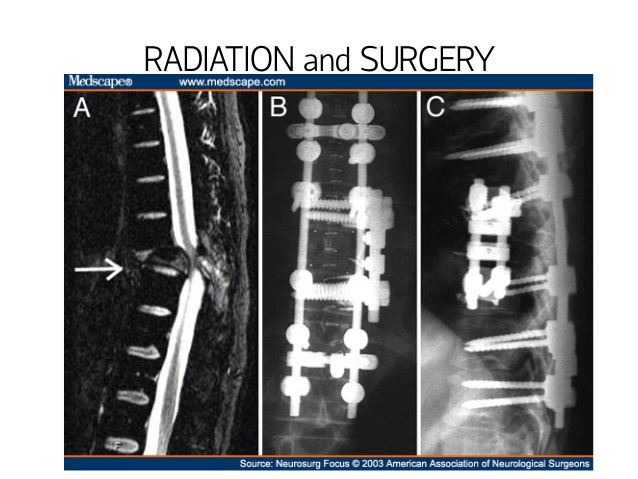 RADIATION and SURGERY
Medscape® www.medscape.com
A B C
F
Source: Neurosurg Focus © 2003 American Association of Neurological Surgeons